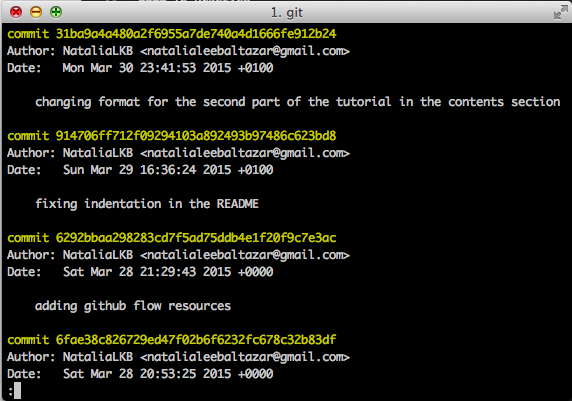 1. git
commit 31ba9a4a480a2f6955a7de740a4d1666fe912b24
Author: NataliaLKB <natalialeebaltazar@gmail.com>
Date:   Mon Mar 30 23:41:53 2015 +0100
changing format for the second part of the tutorial in the contents section
commit 914706ff712f09294103a892493b97486c623bd8
Author: NataliaLKB <natalialeebaltazar@gmail.com>
Date:   Sun Mar 29 16:36:24 2015 +0100
fixing indentation in the README
commit 6292bbaa298283cd7f5ad75ddb4e1f20f9c7e3ac
Author: NataliaLKB <natalialeebaltazar@gmail.com>
Date:   Sat Mar 28 21:29:43 2015 +0000
adding github flow resources
commit 6fae38c826729ed47f02b6f6232fc678c32b83df
Author: NataliaLKB <natalialeebaltazar@gmail.com>
Date:   Sat Mar 28 20:53:25 2015 +0000
: